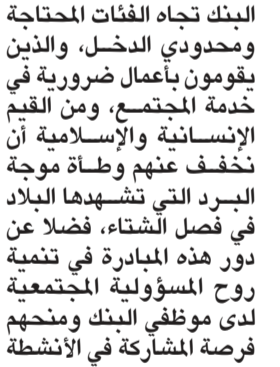 البنك تجاه الفئات المحتاجة
ومحدودي الدخل، والذين
يقومون بأعمال ضرورية في
خدمة المجتمع، ومن القيم
الإنسانية والإسلامية أن
نخفف عنهم وطأة موجة
البرد التي تشهدها البلاد
في فصل الشتاء، فضلا عن
دور هذه المبادرة في تنمية
روح المسؤولية المجتمعية
لدى موظفي البنك ومنحهم
فرصة المشاركة في الأنشطة